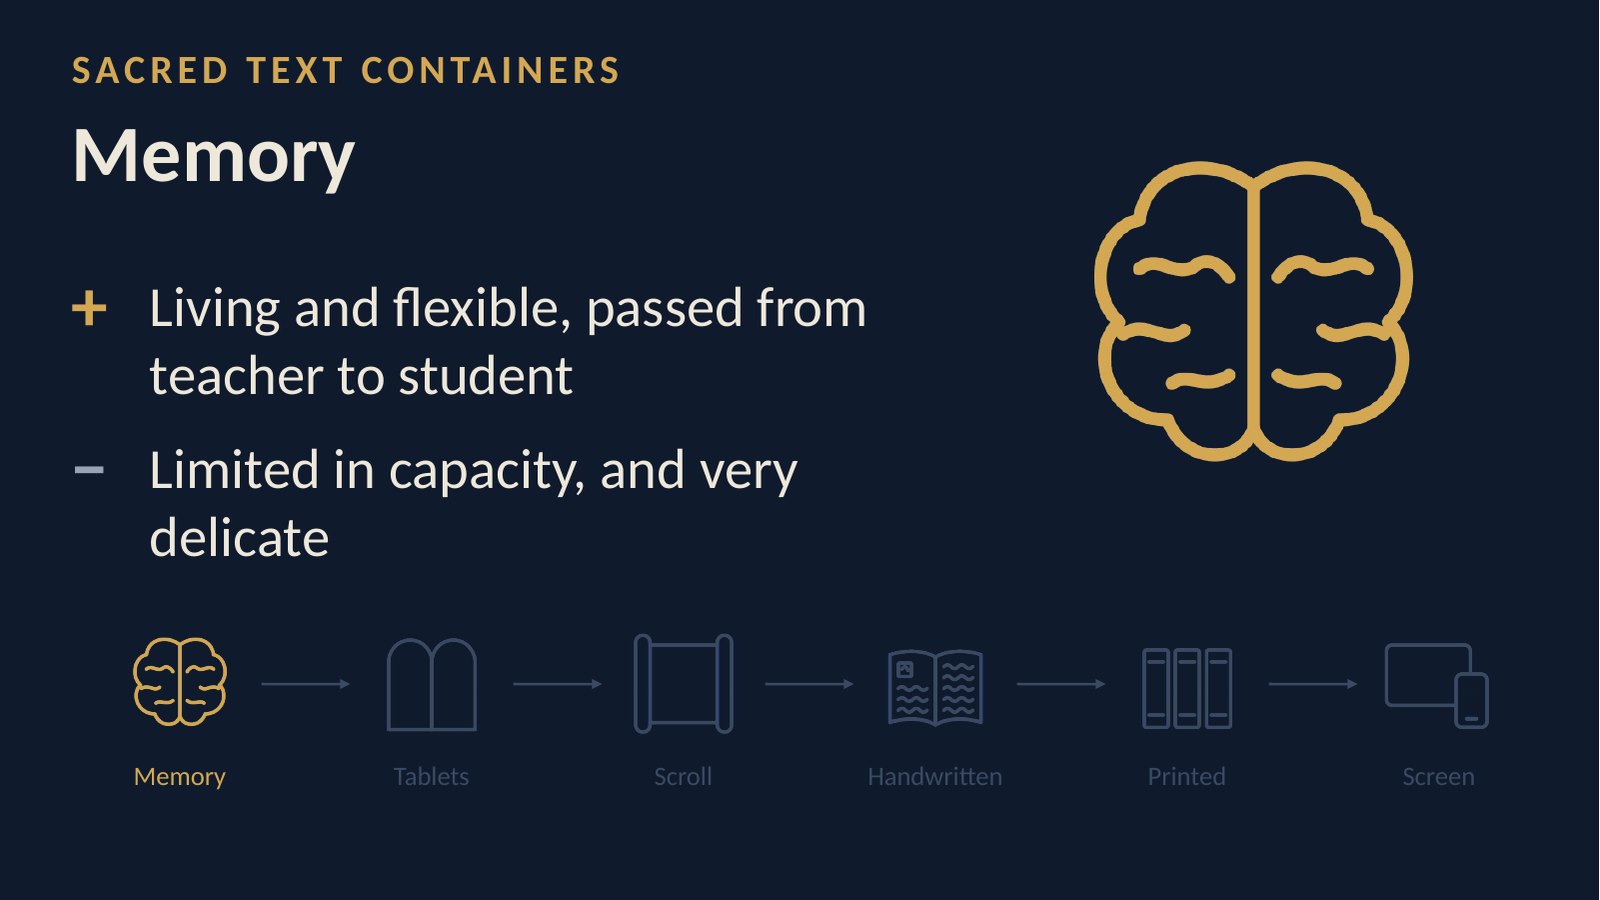 SACRED TEXT CONTAINERS
Memory
+ Living and flexible, passed from
teacher to student
− Limited in capacity, and very
delicate
Memory
Tablets
Scroll
Handwritten
Printed
Screen